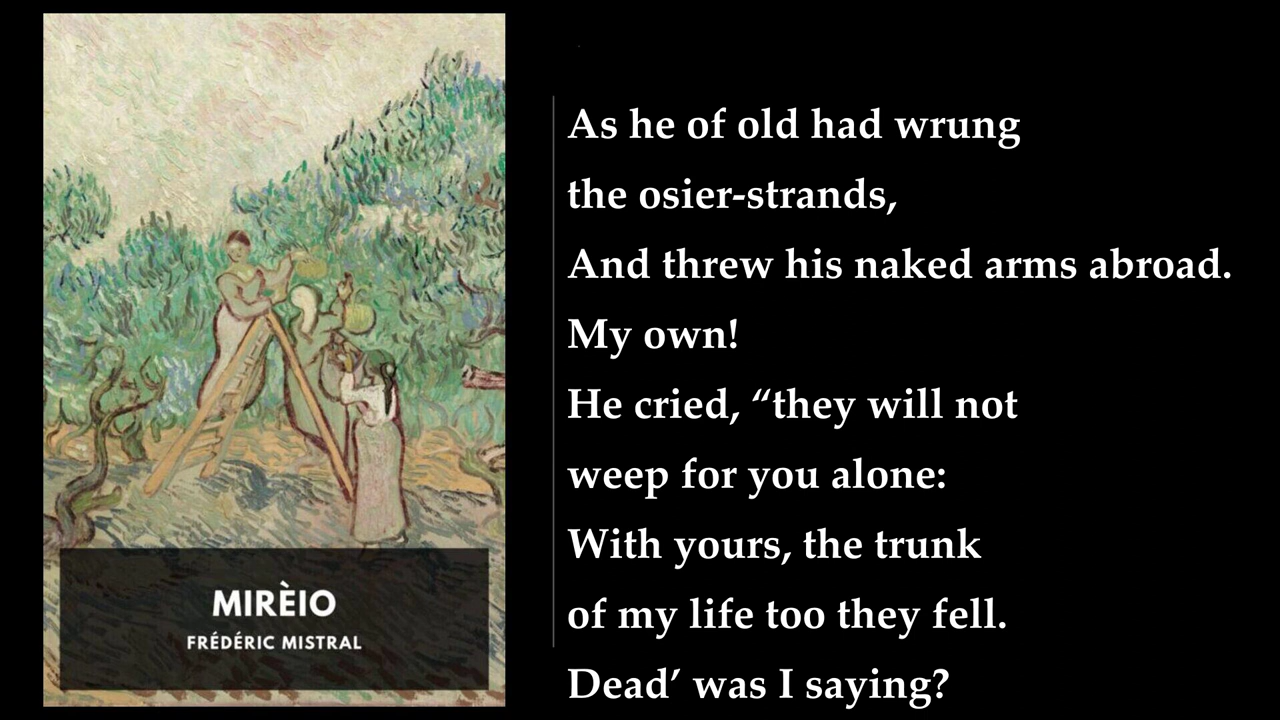 MIRÈIO
FRÉDÉRIC MISTRAL
As he of old had wrung
the osier-strands,
And threw his naked arms abroad.
My own!
He cried, “they will not
weep for you alone:
With yours, the trunk
of my life too they fell.
Dead’ was I saying?